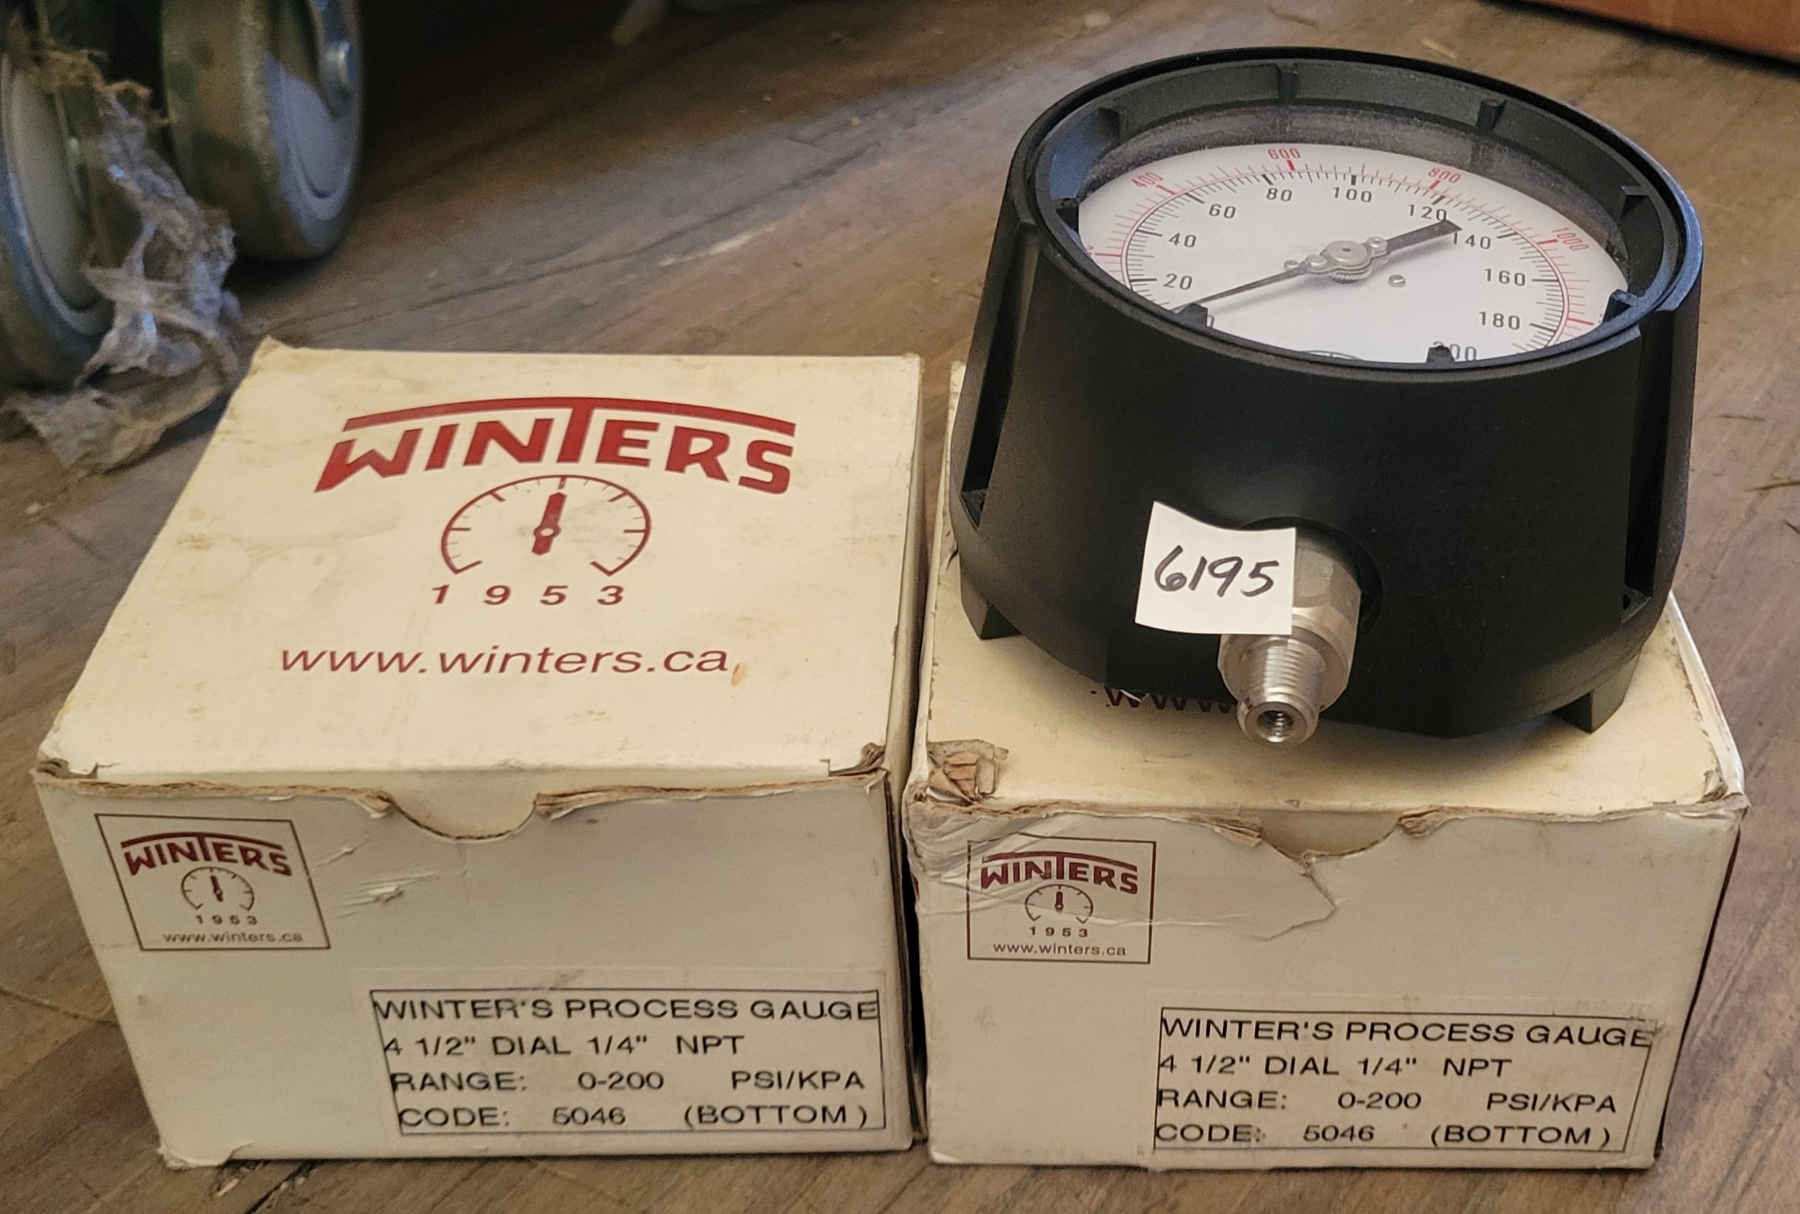 WINTERS
1953
www.winters.ca
WINTERS
1953
www.winters.ca
WINTER'S PROCESS GAUGE
4 1/2" DIAL 1/4" NPT
RANGE: 0-200 PSI/KPA
CODE: 5046 (BOTTOM)
400 600 800 1000
20 40 60 80 100 120 140 160 180 200
6195
www
WINTERS
1953
www.winters.ca
WINTER'S PROCESS GAUGE
4 1/2" DIAL 1/4" NPT
RANGE: 0-200 PSI/KPA
CODE: 5046 (BOTTOM)